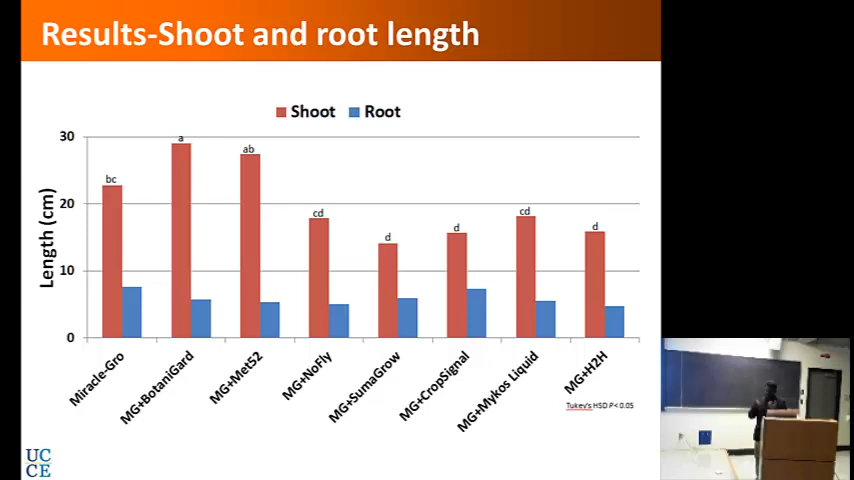 Results-Shoot and root length
Shoot Root
30
20
10
0
Length (cm)
bc
a
ab
cd
d
d
cd
d
Miracle-Gro
MG+BotaniGard
MG+Met52
MG+NoFly
MG+SumaGrow
MG+CropSignal
MG+Mykos Liquid
MG+H2H
Tukev's HSD P< 0.05
UC
CE